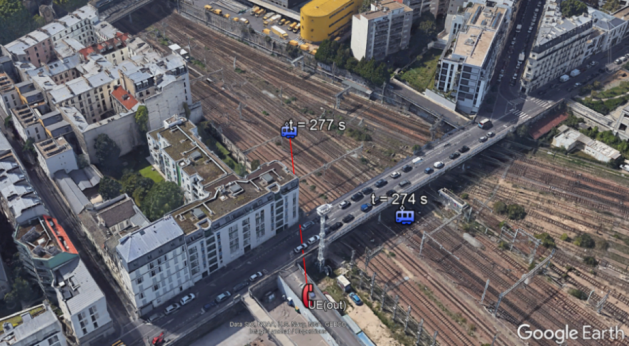 t = 277 s
t = 274 s
UE(out)
Google Earth